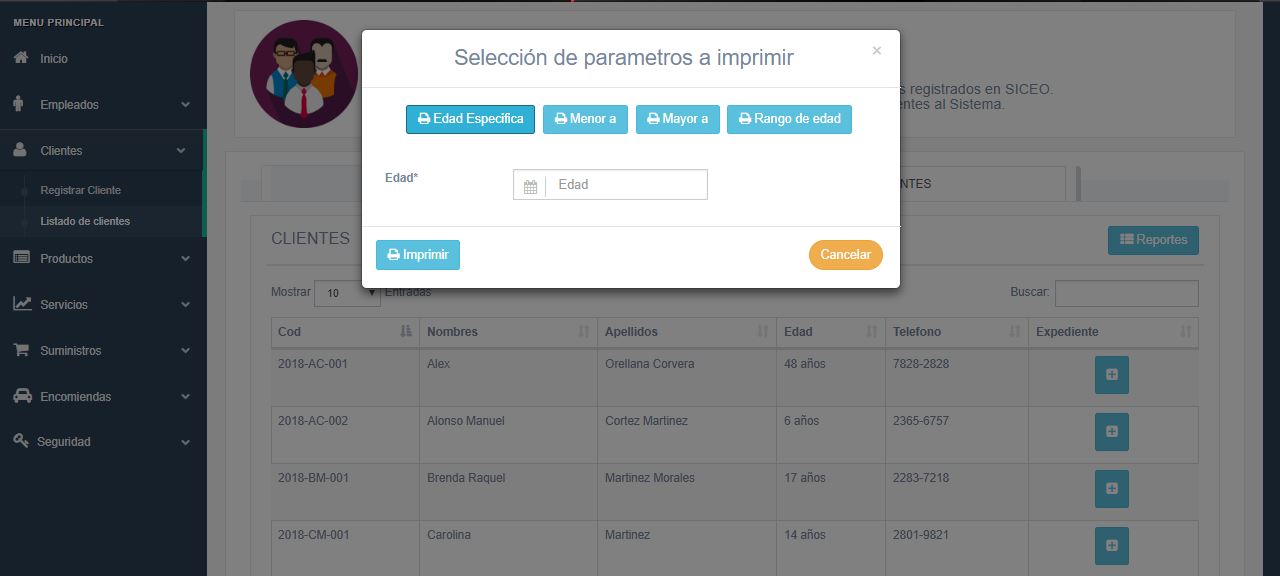 MENU PRINCIPAL
Inicio
Empleados
Clientes
Registrar Cliente
Listado de clientes
Productos
Servicios
Suministros
Encomiendas
Seguridad
Selección de parametros a imprimir
×
Edad Especifica Menor a Mayor a Rango de edad
Edad* Edad
Imprimir Cancelar
registrados en SICEO.
al Sistema.
CLIENTES Reportes
Mostrar 10 Entradas Buscar:
Cod Nombres Apellidos Edad Telefono Expediente
2018-AC-001 Alex Orellana Corvera 48 años 7828-2828
2018-AC-002 Alonso Manuel Cortez Martinez 6 años 2365-6757
2018-BM-001 Brenda Raquel Martinez Morales 17 años 2283-7218
2018-CM-001 Carolina Martinez 14 años 2801-9821